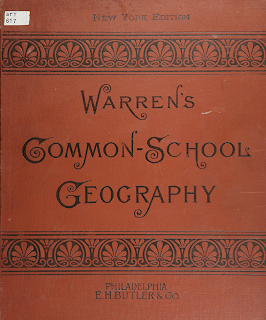 New York Edition
Warren's
Common-School
Geography
Philadelphia
E.H. Butler & Co.